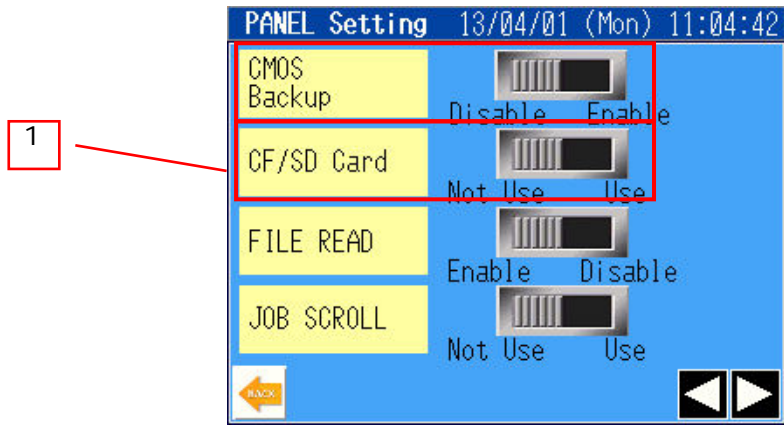 PANEL Setting 13/04/01 (Mon) 11:04:42
CMOS
Backup
Disable Enable
1
CF/SD Card
Not Use Use
FILE READ
Enable Disable
JOB SCROLL
Not Use Use
BACK